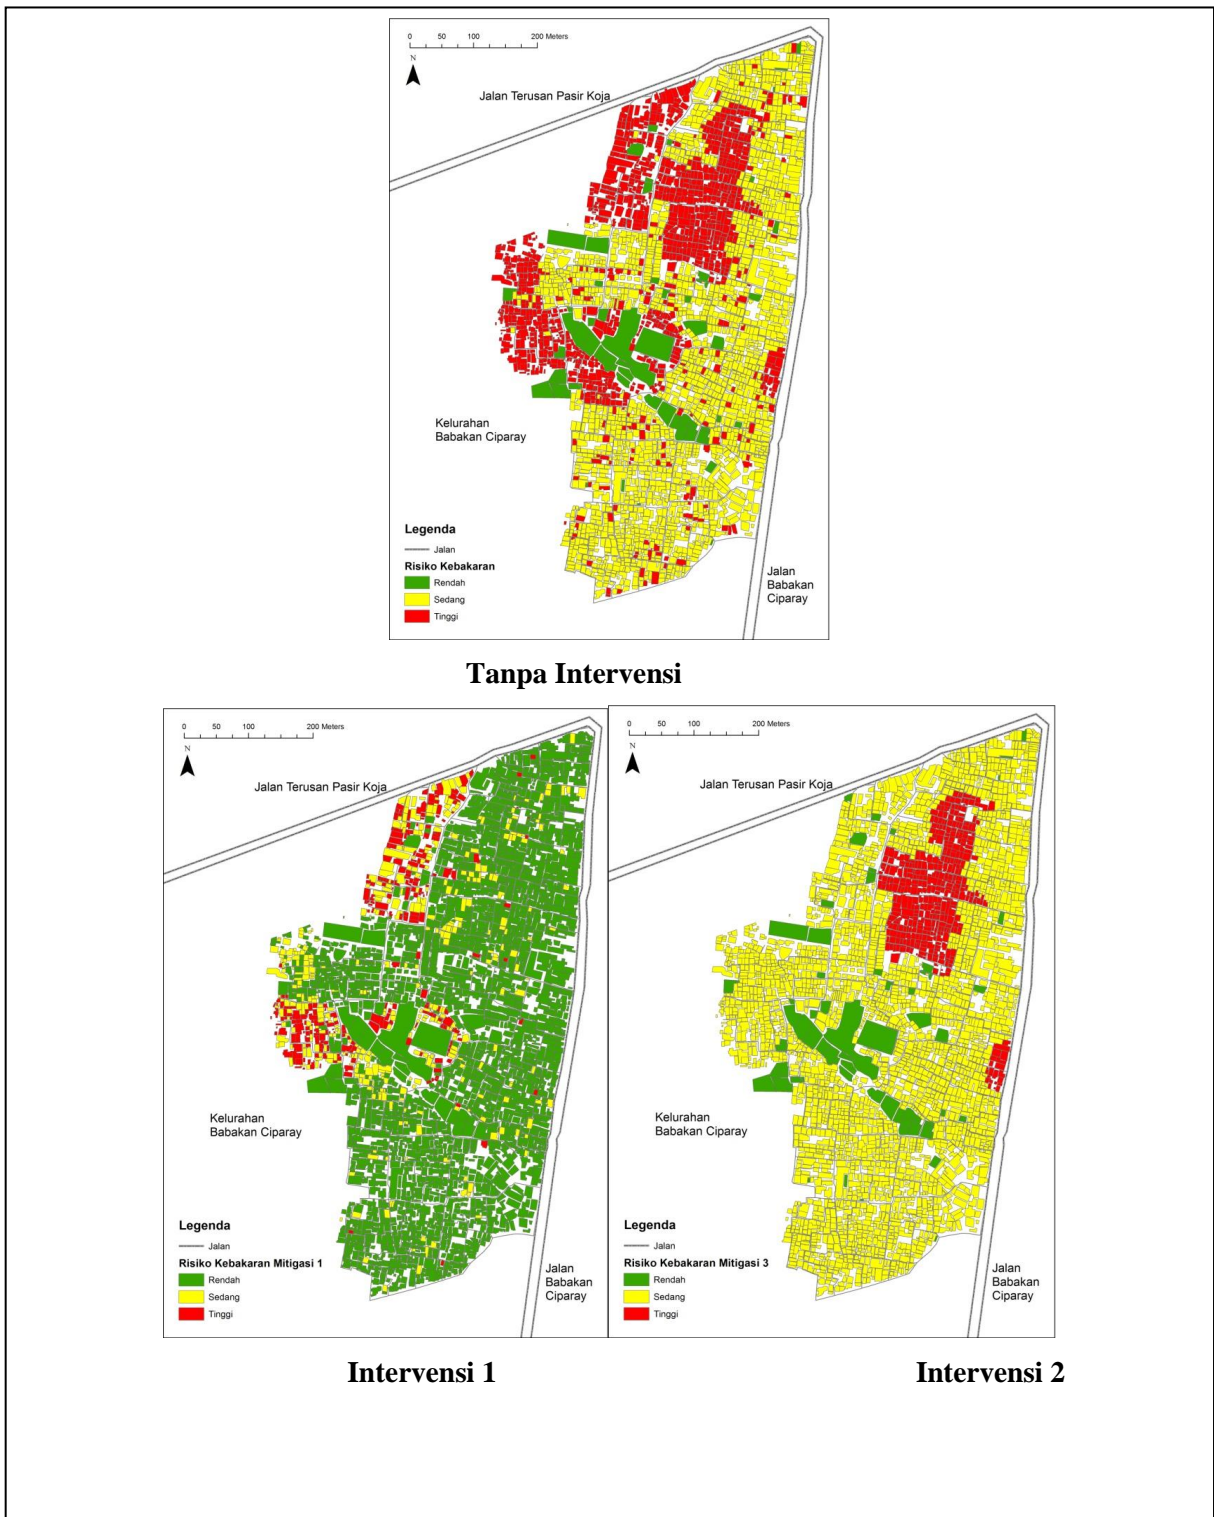 0 50 100 200 Meters
N
Jalan Terusan Pasir Koja
Kelurahan
Babakan Ciparay
Legenda
Jalan
Risiko Kebakaran
Rendah
Sedang
Tinggi
Jalan
Babakan
Ciparay
Tanpa Intervensi
0 50 100 200 Meters
N
Jalan Terusan Pasir Koja
Kelurahan
Babakan Ciparay
Legenda
Jalan
Risiko Kebakaran Mitigasi 1
Rendah
Sedang
Tinggi
Jalan
Babakan
Ciparay
0 50 100 200 Meters
N
Jalan Terusan Pasir Koja
Kelurahan
Babakan Ciparay
Legenda
Jalan
Risiko Kebakaran Mitigasi 3
Rendah
Sedang
Tinggi
Jalan
Babakan
Ciparay
Intervensi 1
Intervensi 2